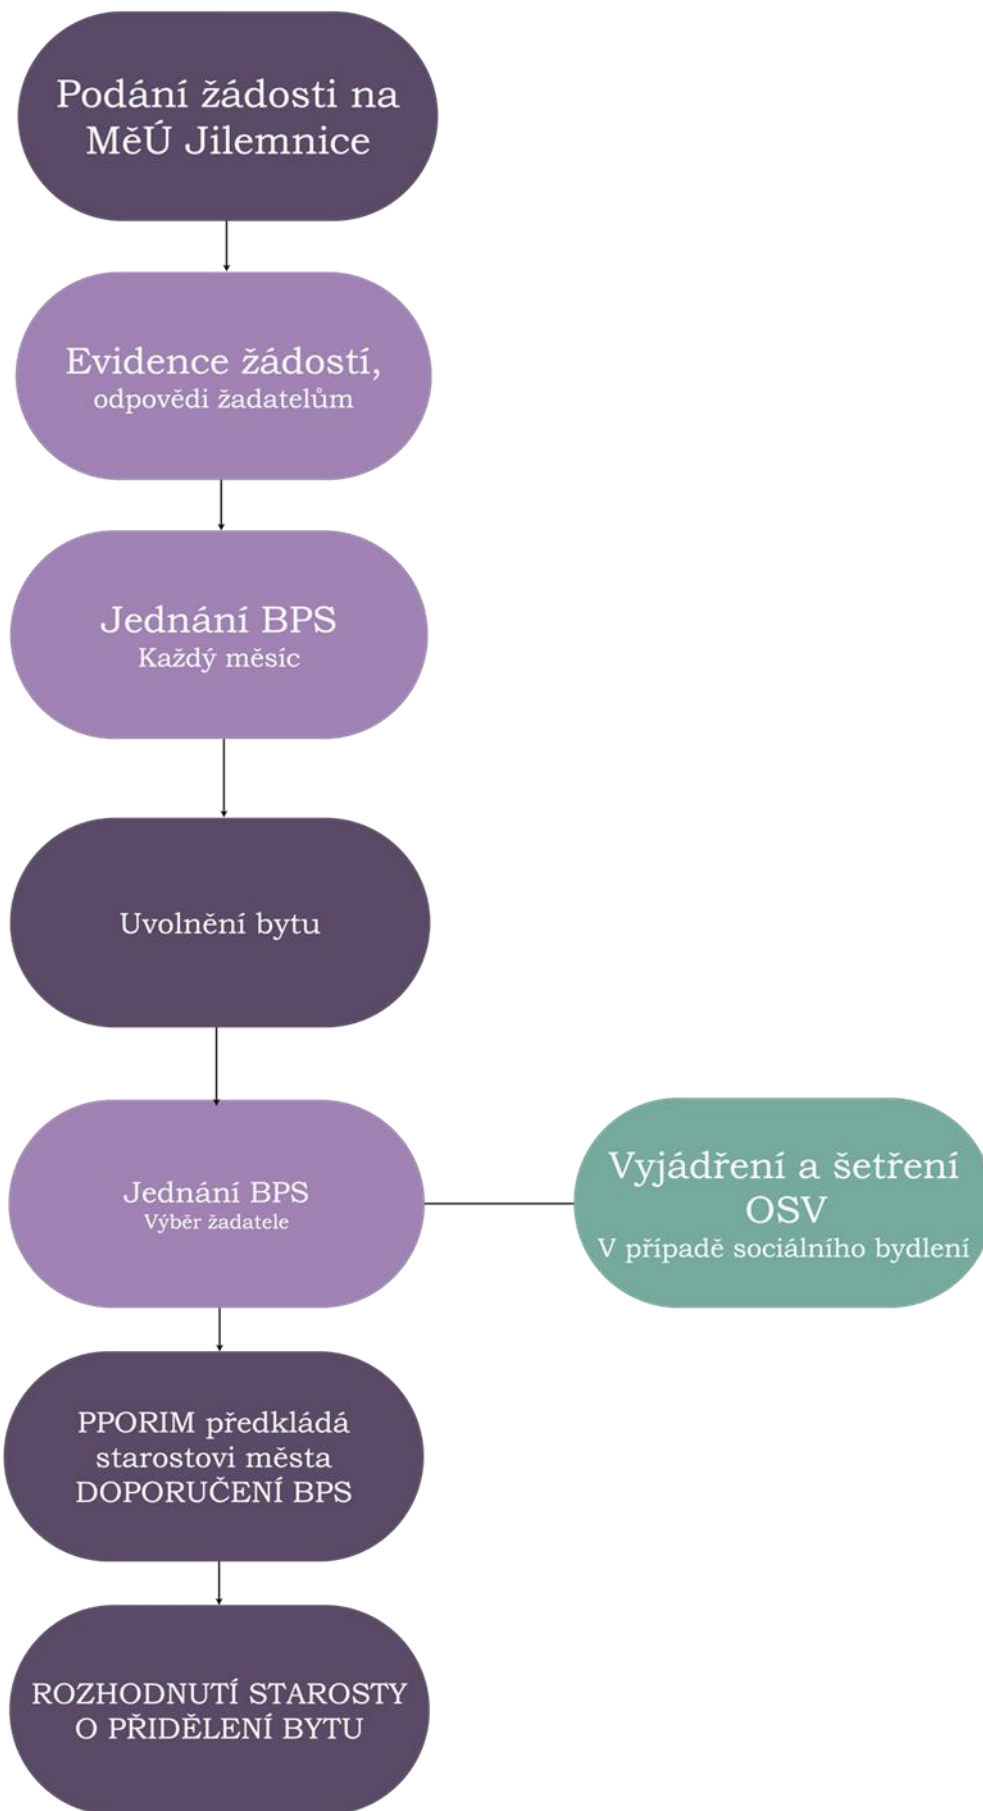 Podání žádosti na
MěÚ Jilemnice
Evidence žádostí,
odpovědi žadatelům
Jednání BPS
Každý měsíc
Uvolnění bytu
Jednání BPS
Výběr žadatele
Vyjádření a šetření
OSV
V případě sociálního bydlení
PPORIM předkládá
starostovi města
DOPORUČENÍ BPS
ROZHODNUTÍ STAROSTY
O PŘIDĚLENÍ BYTU